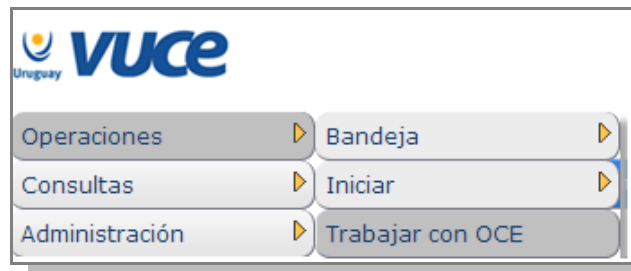 Uruguay vuce
Operaciones Bandeja
Consultas Iniciar
Administración Trabajar con OCE